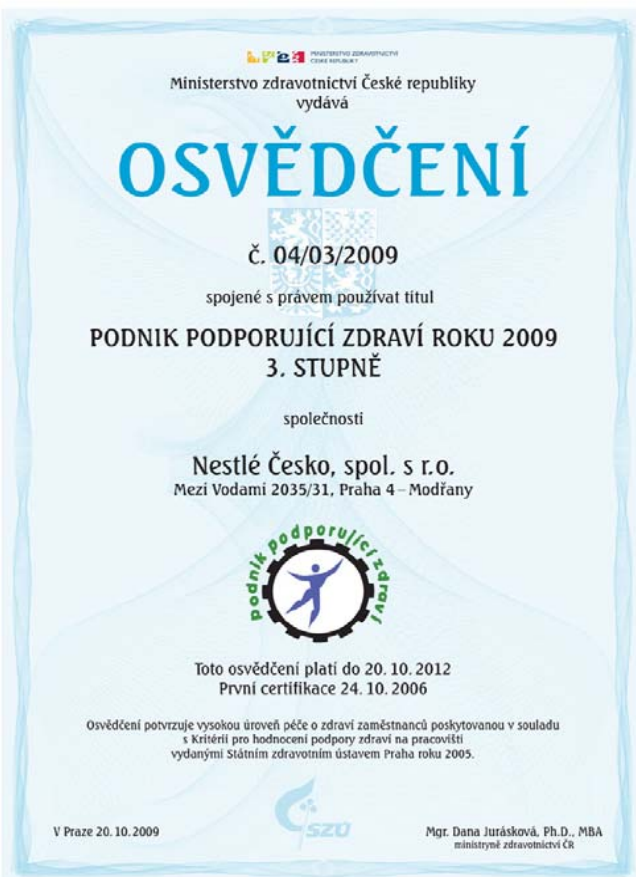 MINISTERSTVO ZDRAVOTNICTVÍ
ČESKÉ REPUBLIKY
Ministerstvo zdravotnictví České republiky
vydává
OSVĚDČENÍ
č. 04/03/2009
spojené s právem používat titul
PODNIK PODPORUJÍCÍ ZDRAVÍ ROKU 2009
3. STUPNĚ
společnosti
Nestlé Česko, spol. s r.o.
Mezi Vodami 2035/31, Praha 4 – Modřany
podnik podporující zdraví
Toto osvědčení platí do 20. 10. 2012
První certifikace 24. 10. 2006
Osvědčení potvrzuje vysokou úroveň péče o zdraví zaměstnanců poskytovanou v souladu
s Kritérii pro hodnocení podpory zdraví na pracovišti
vydanými Státním zdravotním ústavem Praha roku 2005.
SZÚ
V Praze 20. 10. 2009
Mgr. Dana Jurásková, Ph.D., MBA
ministryně zdravotnictví ČR